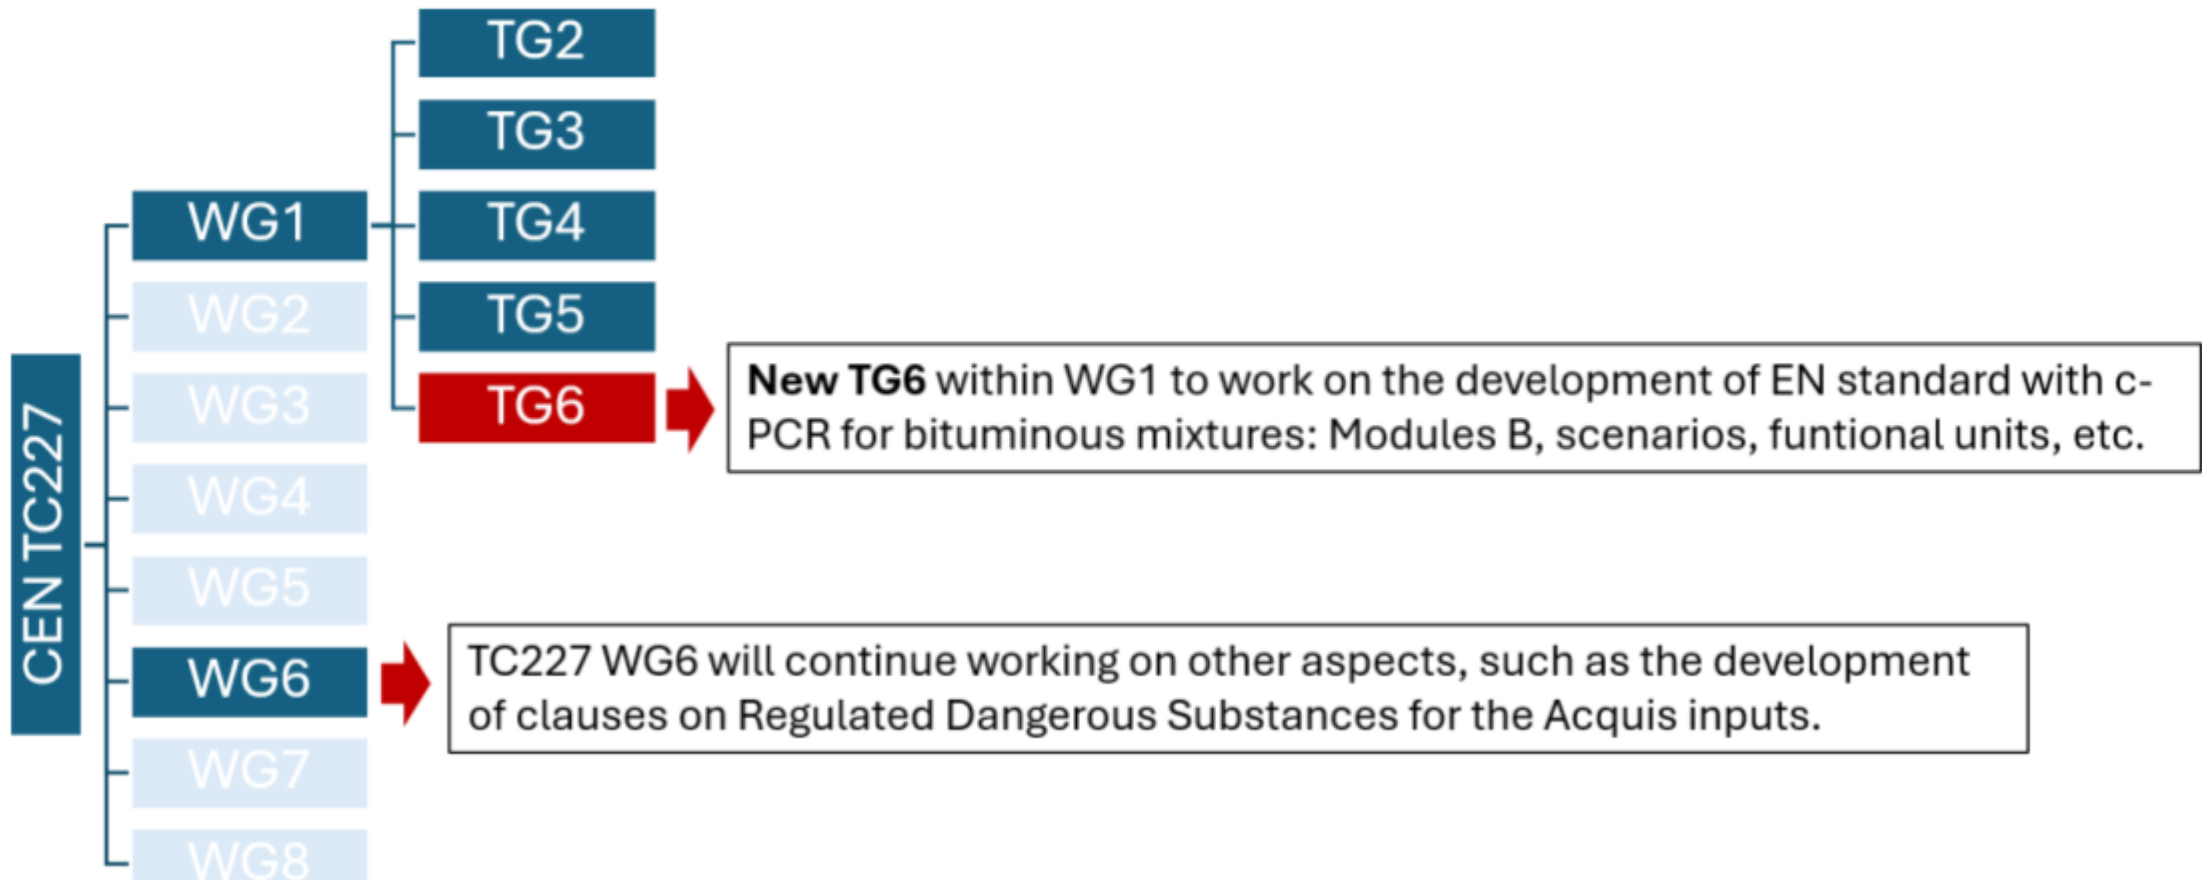 TG2
TG3
WG1
TG4
WG2
TG5
CEN TC227
WG3
TG6
New TG6 within WG1 to work on the development of EN standard with c-
PCR for bituminous mixtures: Modules B, scenarios, funtional units, etc.
WG4
WG5
WG6
TC227 WG6 will continue working on other aspects, such as the development
of clauses on Regulated Dangerous Substances for the Acquis inputs.
WG7
WG8